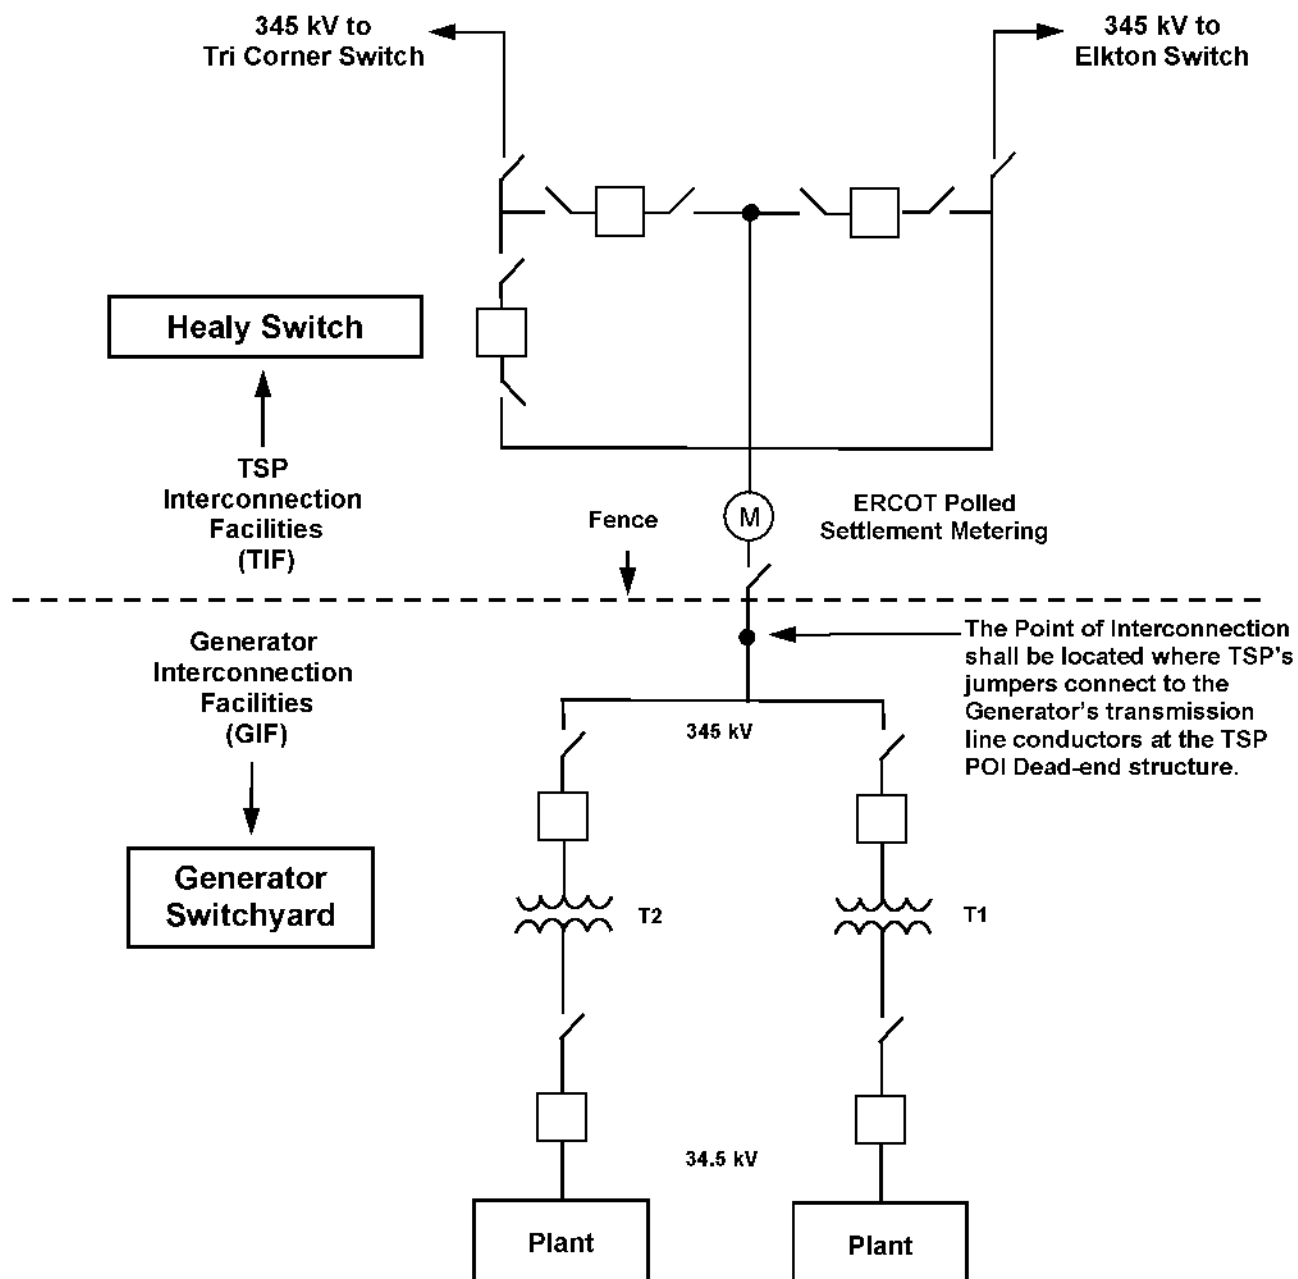 345 kV to
Tri Corner Switch
345 kV to
Elkton Switch
Healy Switch
TSP
Interconnection
Facilities
(TIF)
Fence
M
ERCOT Polled
Settlement Metering
Generator
Interconnection
Facilities
(GIF)
The Point of Interconnection
shall be located where TSP's
jumpers connect to the
Generator's transmission
line conductors at the TSP
POI Dead-end structure.
345 kV
Generator
Switchyard
T2
T1
34.5 kV
Plant
Plant